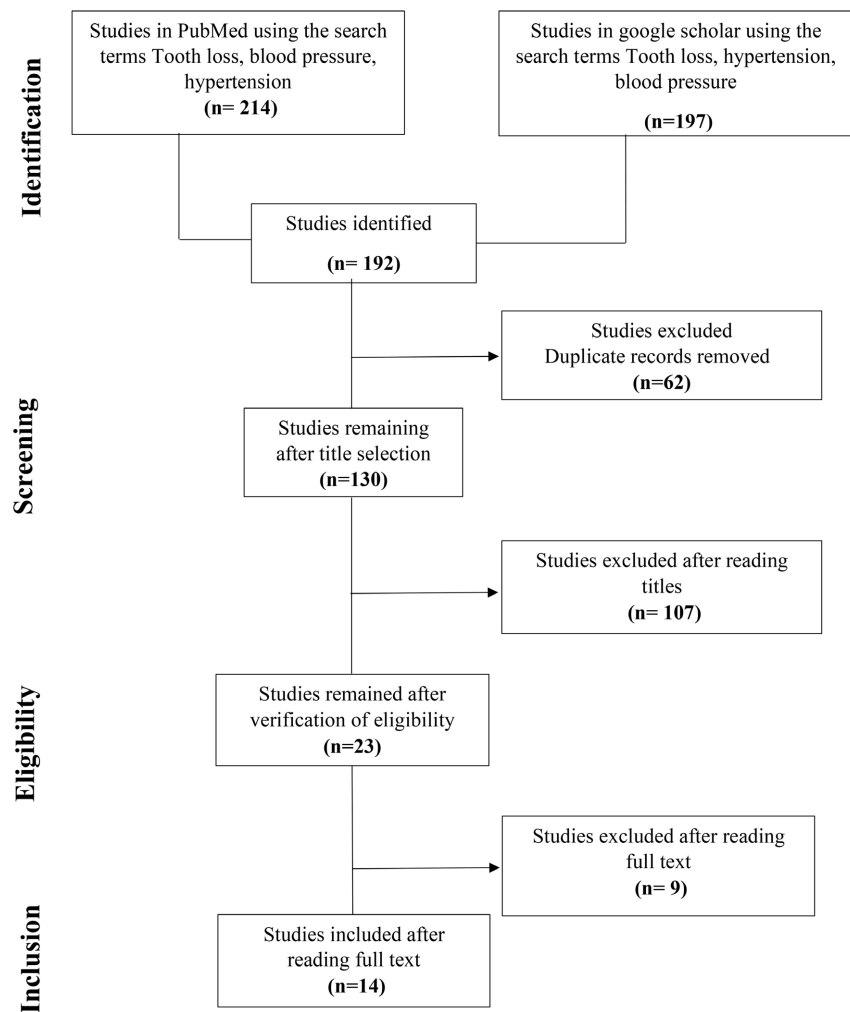 Identification
Studies in PubMed using the search
terms Tooth loss, blood pressure,
hypertension
(n= 214)
Studies in google scholar using the
search terms Tooth loss, hypertension,
blood pressure
(n=197)
Studies identified
(n= 192)
Screening
Studies excluded
Duplicate records removed
(n=62)
Studies remaining
after title selection
(n=130)
Studies excluded after reading
titles
(n= 107)
Eligibility
Studies remained after
verification of eligibility
(n=23)
Studies excluded after reading
full text
(n= 9)
Inclusion
Studies included after
reading full text
(n=14)